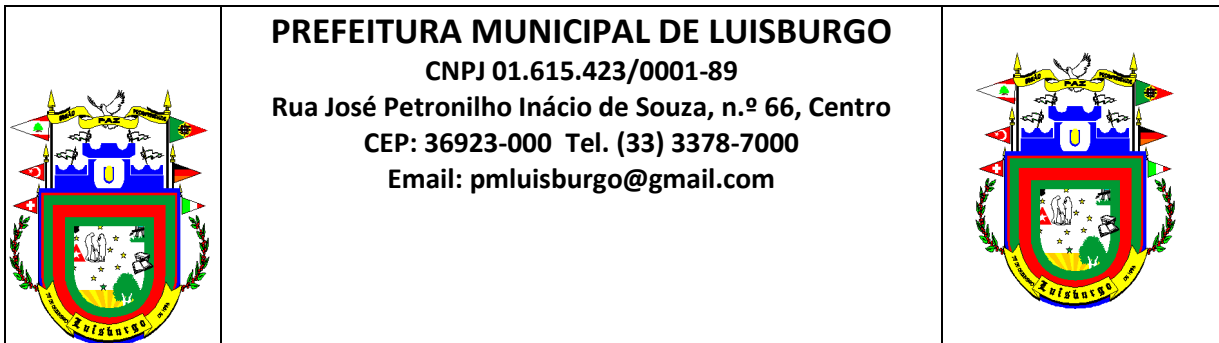 PREFEITURA MUNICIPAL DE LUISBURGO
CNPJ 01.615.423/0001-89
Rua José Petronilho Inácio de Souza, n.º 66, Centro
CEP: 36923-000 Tel. (33) 3378-7000
Email: pmluisburgo@gmail.com
PAZ
Luisburgo
PAZ
Luisburgo